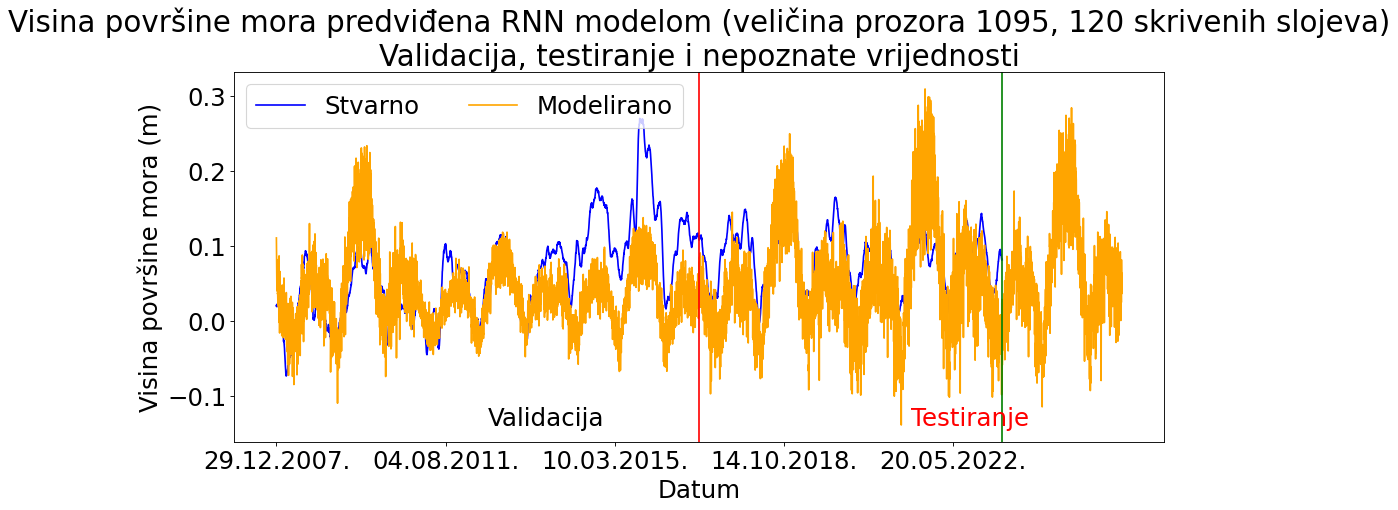 Visina površine mora predviđena RNN modelom (veličina prozora 1095, 120 skrivenih slojeva)
Validacija, testiranje i nepoznate vrijednosti
Stvarno Modelirano
Visina površine mora (m)
0.3
0.2
0.1
0.0
−0.1
Validacija
Testiranje
29.12.2007. 04.08.2011. 10.03.2015. 14.10.2018. 20.05.2022.
Datum